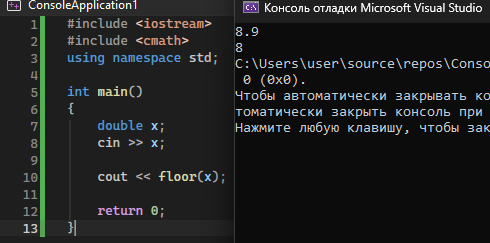 ConsoleApplication1
1 #include <iostream>
2 #include <cmath>
3 using namespace std;
4
5 int main()
6 {
7 double x;
8 cin >> x;
9
10 cout << floor(x);
11
12 return 0;
13 }
Консоль отладки Microsoft Visual Studio
8.9
8
C:\Users\user\source\repos\Conso
0 (0x0).
Чтобы автоматически закрывать ко
томатически закрыть консоль при
Нажмите любую клавишу, чтобы зак